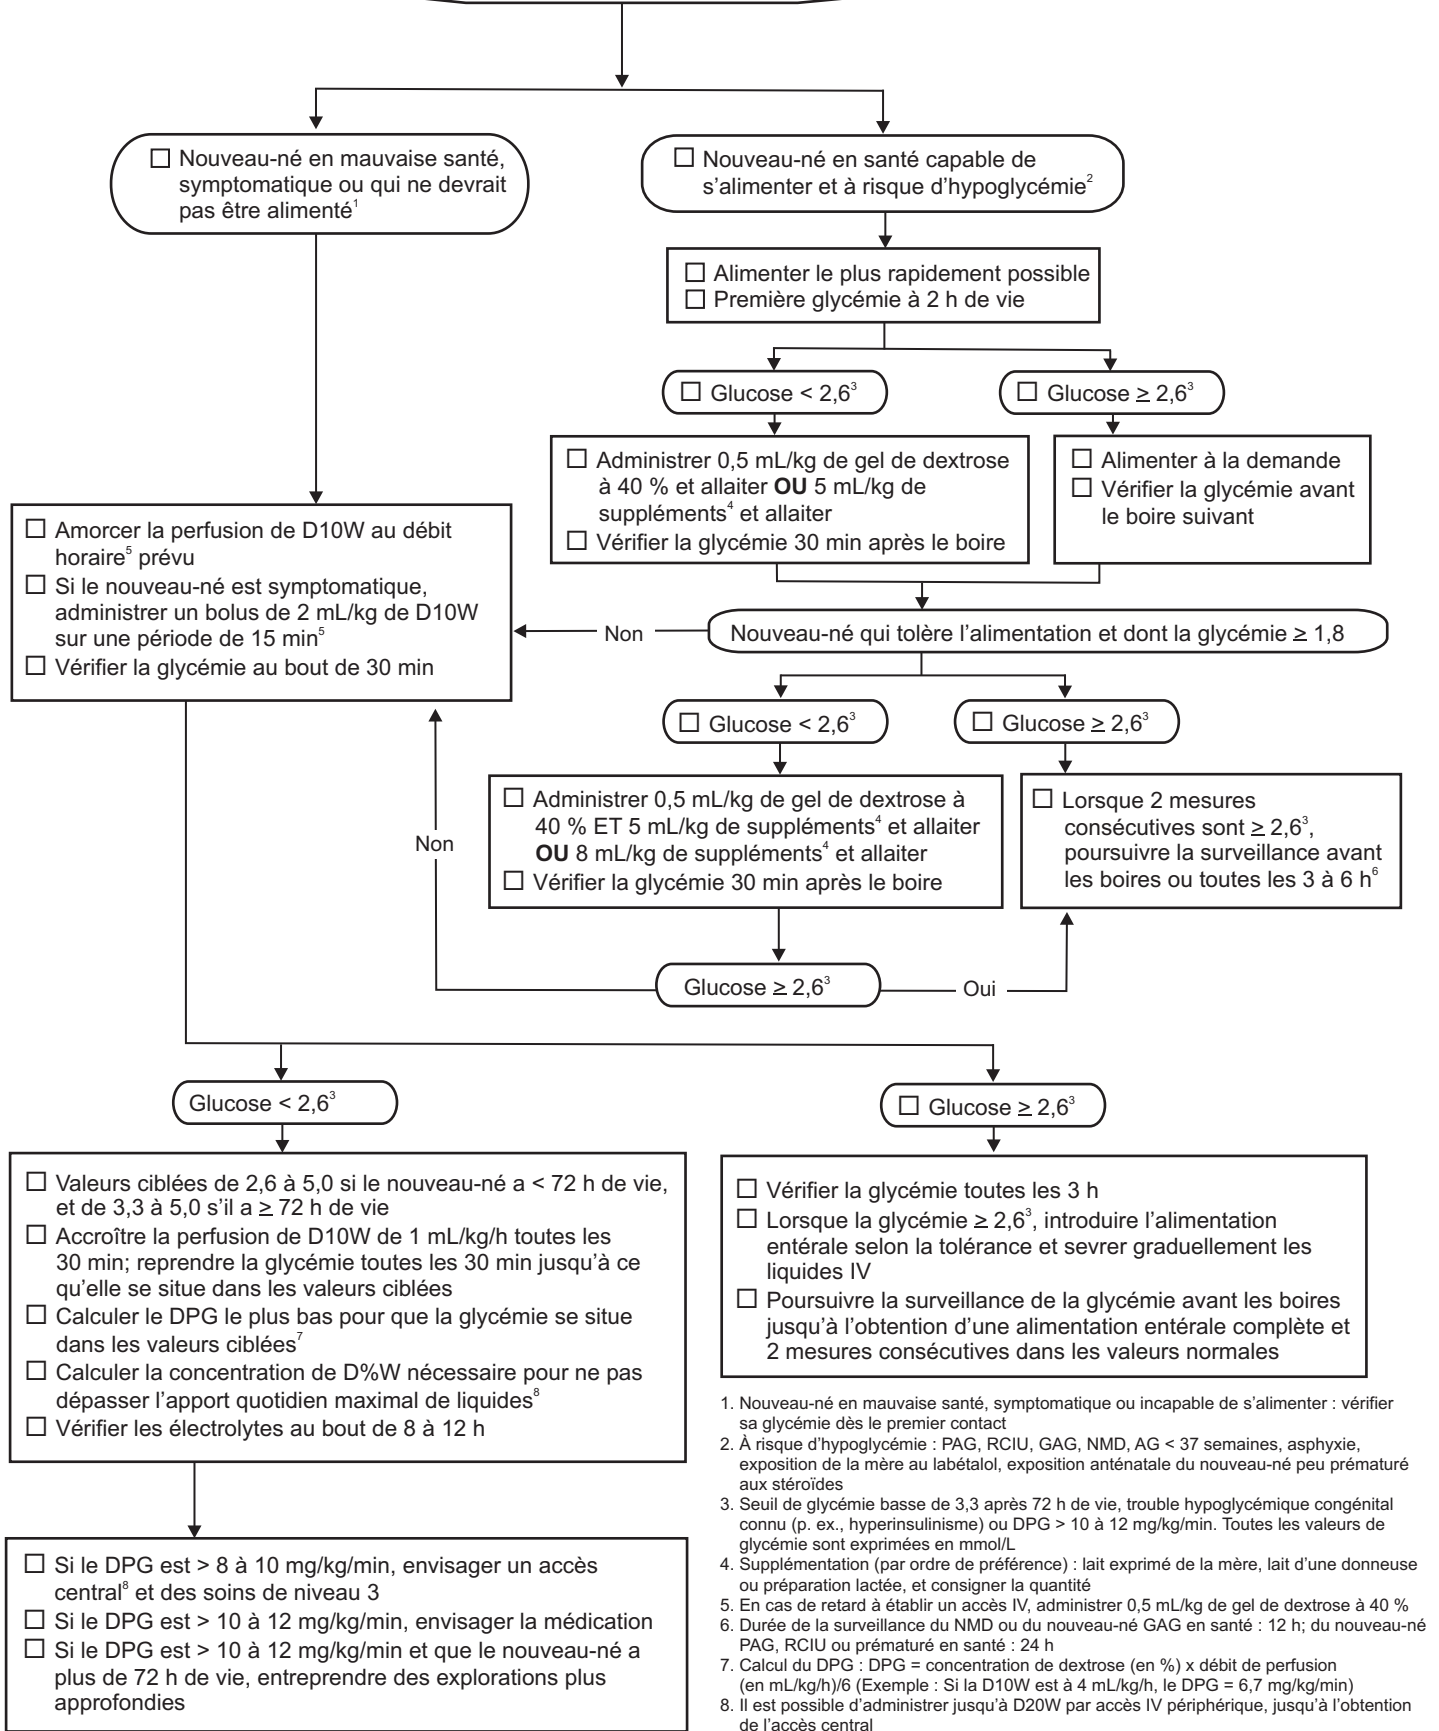 ☐ Nouveau-né en mauvaise santé,
symptomatique ou qui ne devrait
pas être alimenté¹
☐ Nouveau-né en santé capable de
s’alimenter et à risque d’hypoglycémie²
☐ Alimenter le plus rapidement possible
☐ Première glycémie à 2 h de vie
☐ Glucose < 2,6³
☐ Glucose ≥ 2,6³
☐ Administrer 0,5 mL/kg de gel de dextrose
à 40 % et allaiter OU 5 mL/kg de
suppléments⁴ et allaiter
☐ Vérifier la glycémie 30 min après le boire
☐ Alimenter à la demande
☐ Vérifier la glycémie avant
le boire suivant
☐ Amorcer la perfusion de D10W au débit
horaire⁵ prévu
☐ Si le nouveau-né est symptomatique,
administrer un bolus de 2 mL/kg de D10W
sur une période de 15 min⁵
☐ Vérifier la glycémie au bout de 30 min
Non
Nouveau-né qui tolère l’alimentation et dont la glycémie ≥ 1,8
☐ Glucose < 2,6³
☐ Glucose ≥ 2,6³
☐ Administrer 0,5 mL/kg de gel de dextrose à
40 % ET 5 mL/kg de suppléments⁴ et allaiter
OU 8 mL/kg de suppléments⁴ et allaiter
☐ Vérifier la glycémie 30 min après le boire
☐ Lorsque 2 mesures
consécutives sont ≥ 2,6³,
poursuivre la surveillance avant
les boires ou toutes les 3 à 6 h⁶
Non
Glucose ≥ 2,6³
Oui
Glucose < 2,6³
☐ Glucose ≥ 2,6³
☐ Valeurs ciblées de 2,6 à 5,0 si le nouveau-né a < 72 h de vie,
et de 3,3 à 5,0 s’il a ≥ 72 h de vie
☐ Accroître la perfusion de D10W de 1 mL/kg/h toutes les
30 min; reprendre la glycémie toutes les 30 min jusqu’à ce
qu’elle se situe dans les valeurs ciblées
☐ Calculer le DPG le plus bas pour que la glycémie se situe
dans les valeurs ciblées⁷
☐ Calculer la concentration de D%W nécessaire pour ne pas
dépasser l’apport quotidien maximal de liquides⁸
☐ Vérifier les électrolytes au bout de 8 à 12 h
☐ Vérifier la glycémie toutes les 3 h
☐ Lorsque la glycémie ≥ 2,6³, introduire l’alimentation
entérale selon la tolérance et sevrer graduellement les
liquides IV
☐ Poursuivre la surveillance de la glycémie avant les boires
jusqu’à l’obtention d’une alimentation entérale complète et
2 mesures consécutives dans les valeurs normales
☐ Si le DPG est > 8 à 10 mg/kg/min, envisager un accès
central⁸ et des soins de niveau 3
☐ Si le DPG est > 10 à 12 mg/kg/min, envisager la médication
☐ Si le DPG est > 10 à 12 mg/kg/min et que le nouveau-né a
plus de 72 h de vie, entreprendre des explorations plus
approfondies
1. Nouveau-né en mauvaise santé, symptomatique ou incapable de s’alimenter : vérifier
sa glycémie dès le premier contact
2. À risque d’hypoglycémie : PAG, RCIU, GAG, NMD, AG < 37 semaines, asphyxie,
exposition de la mère au labétalol, exposition anténatale du nouveau-né peu prématuré
aux stéroïdes
3. Seuil de glycémie basse de 3,3 après 72 h de vie, trouble hypoglycémique congénital
connu (p. ex., hyperinsulinisme) ou DPG > 10 à 12 mg/kg/min. Toutes les valeurs de
glycémie sont exprimées en mmol/L
4. Supplémentation (par ordre de préférence) : lait exprimé de la mère, lait d’une donneuse
ou préparation lactée, et consigner la quantité
5. En cas de retard à établir un accès IV, administrer 0,5 mL/kg de gel de dextrose à 40 %
6. Durée de la surveillance du NMD ou du nouveau-né GAG en santé : 12 h; du nouveau-né
PAG, RCIU ou prématuré en santé : 24 h
7. Calcul du DPG : DPG = concentration de dextrose (en %) x débit de perfusion
(en mL/kg/h)/6 (Exemple : Si la D10W est à 4 mL/kg/h, le DPG = 6,7 mg/kg/min)
8. Il est possible d’administrer jusqu’à D20W par accès IV périphérique, jusqu’à l’obtention
de l’accès central